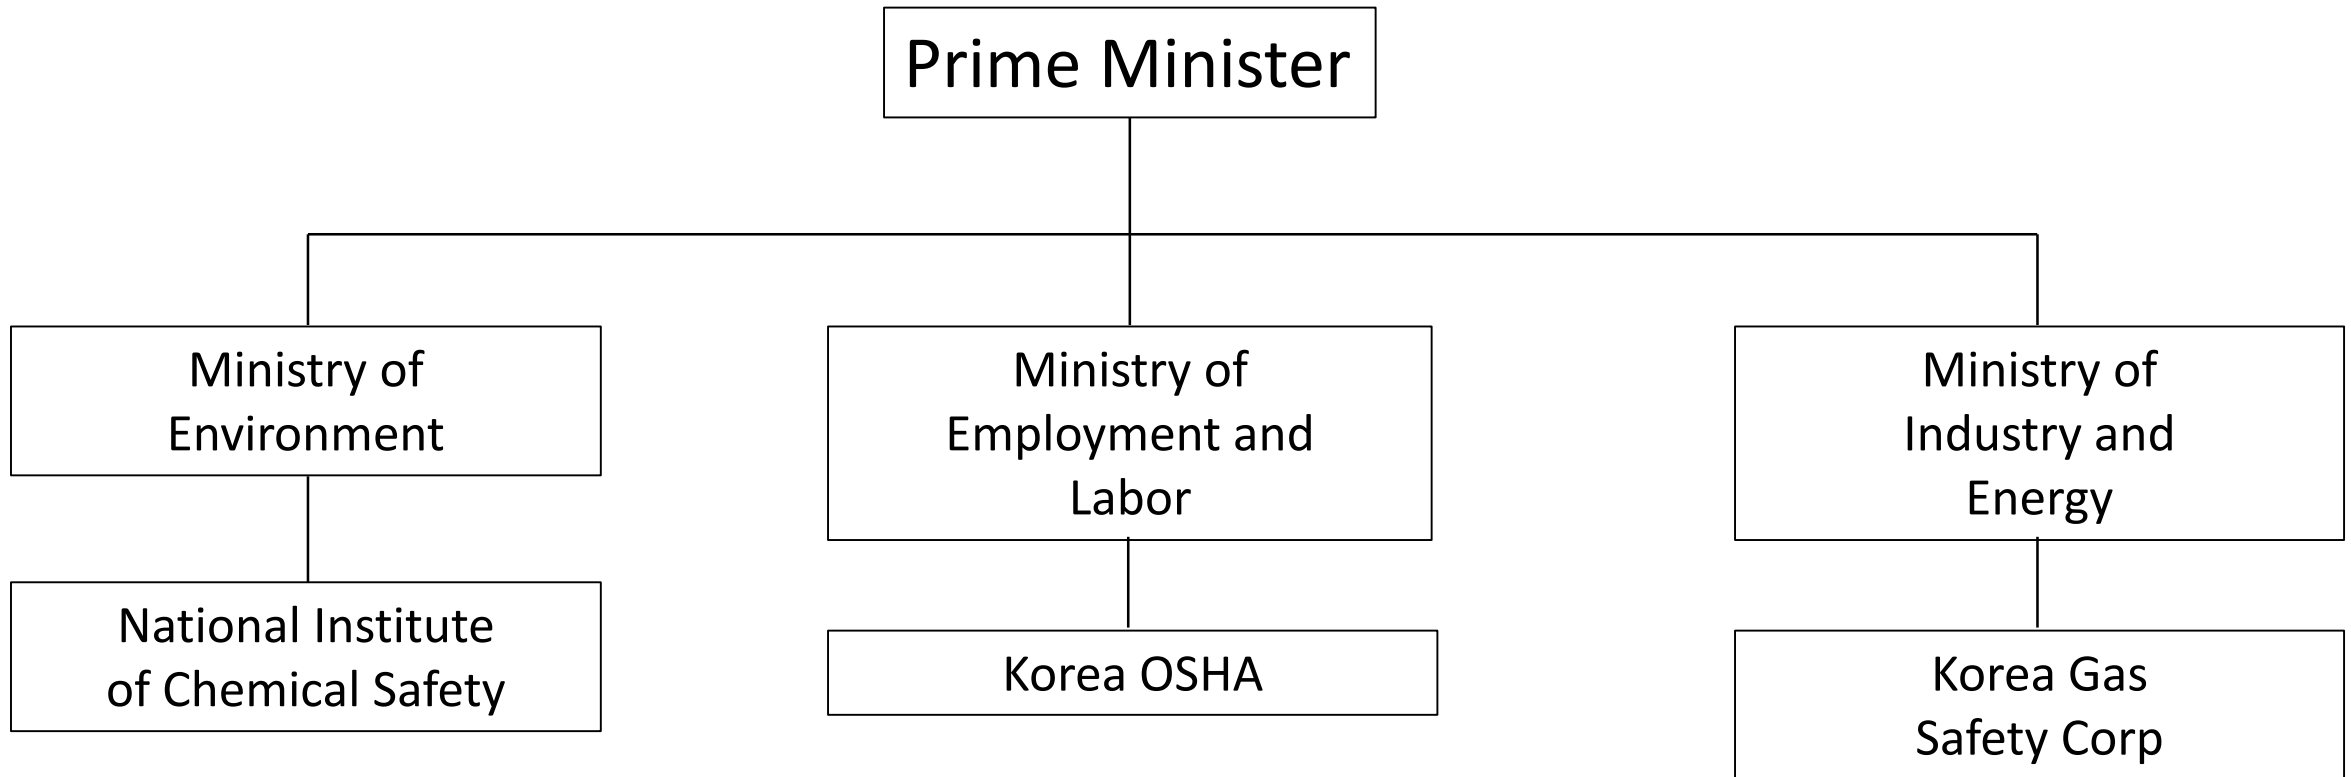 Prime Minister
Ministry of
Environment
Ministry of
Employment and
Labor
Ministry of
Industry and
Energy
National Institute
of Chemical Safety
Korea OSHA
Korea Gas
Safety Corp